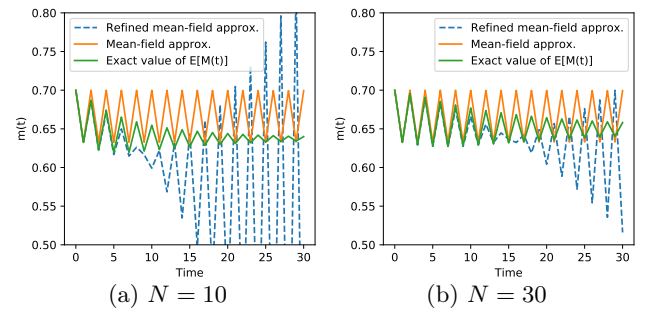 0.80
0.75
0.70
0.65
0.60
0.55
0.50
m(t)
Refined mean-field approx.
Mean-field approx.
Exact value of E[M(t)]
0 5 10 15 20 25 30
Time
(a) N = 10
0.80
0.75
0.70
0.65
0.60
0.55
0.50
m(t)
Refined mean-field approx.
Mean-field approx.
Exact value of E[M(t)]
0 5 10 15 20 25 30
Time
(b) N = 30